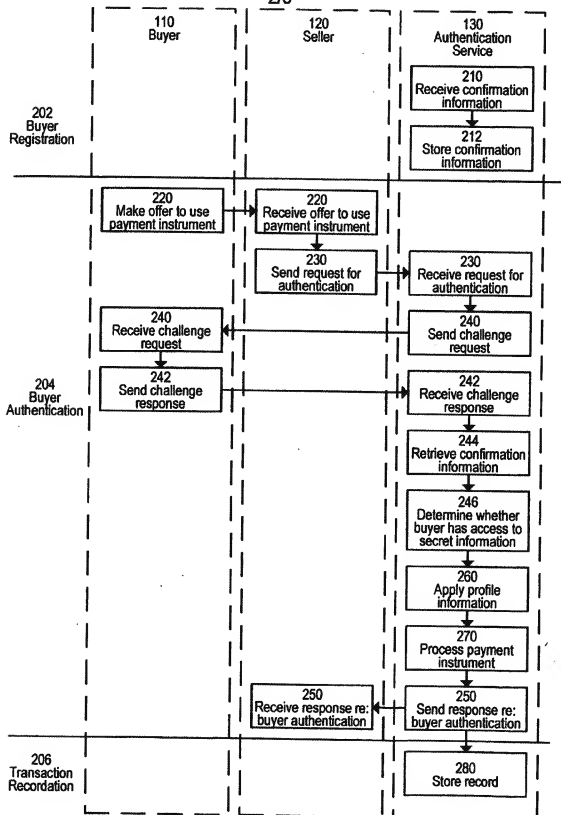 110
Buyer
120
Seller
130
Authentication
Service
202
Buyer
Registration
210
Receive confirmation
information
212
Store confirmation
information
220
Make offer to use
payment instrument
220
Receive offer to use
payment instrument
230
Send request for
authentication
230
Receive request for
authentication
240
Receive challenge
request
240
Send challenge
request
204
Buyer
Authentication
242
Send challenge
response
242
Receive challenge
response
244
Retrieve confirmation
information
246
Determine whether
buyer has access to
secret information
260
Apply profile
information
270
Process payment
instrument
250
Receive response re:
buyer authentication
250
Send response re:
buyer authentication
206
Transaction
Recordation
280
Store record